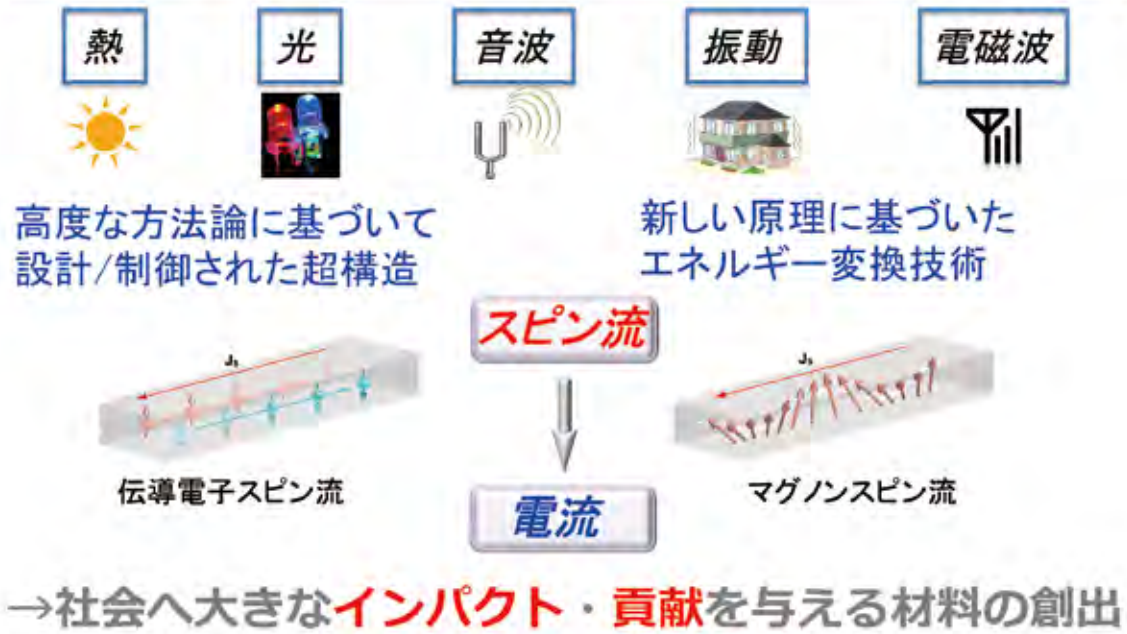 熱
光
音波
振動
電磁波
高度な方法論に基づいて
設計/制御された超構造
新しい原理に基づいた
エネルギー変換技術
スピン流
Js
Js
伝導電子スピン流
マグノンスピン流
電流
→社会へ大きなインパクト・貢献を与える材料の創出